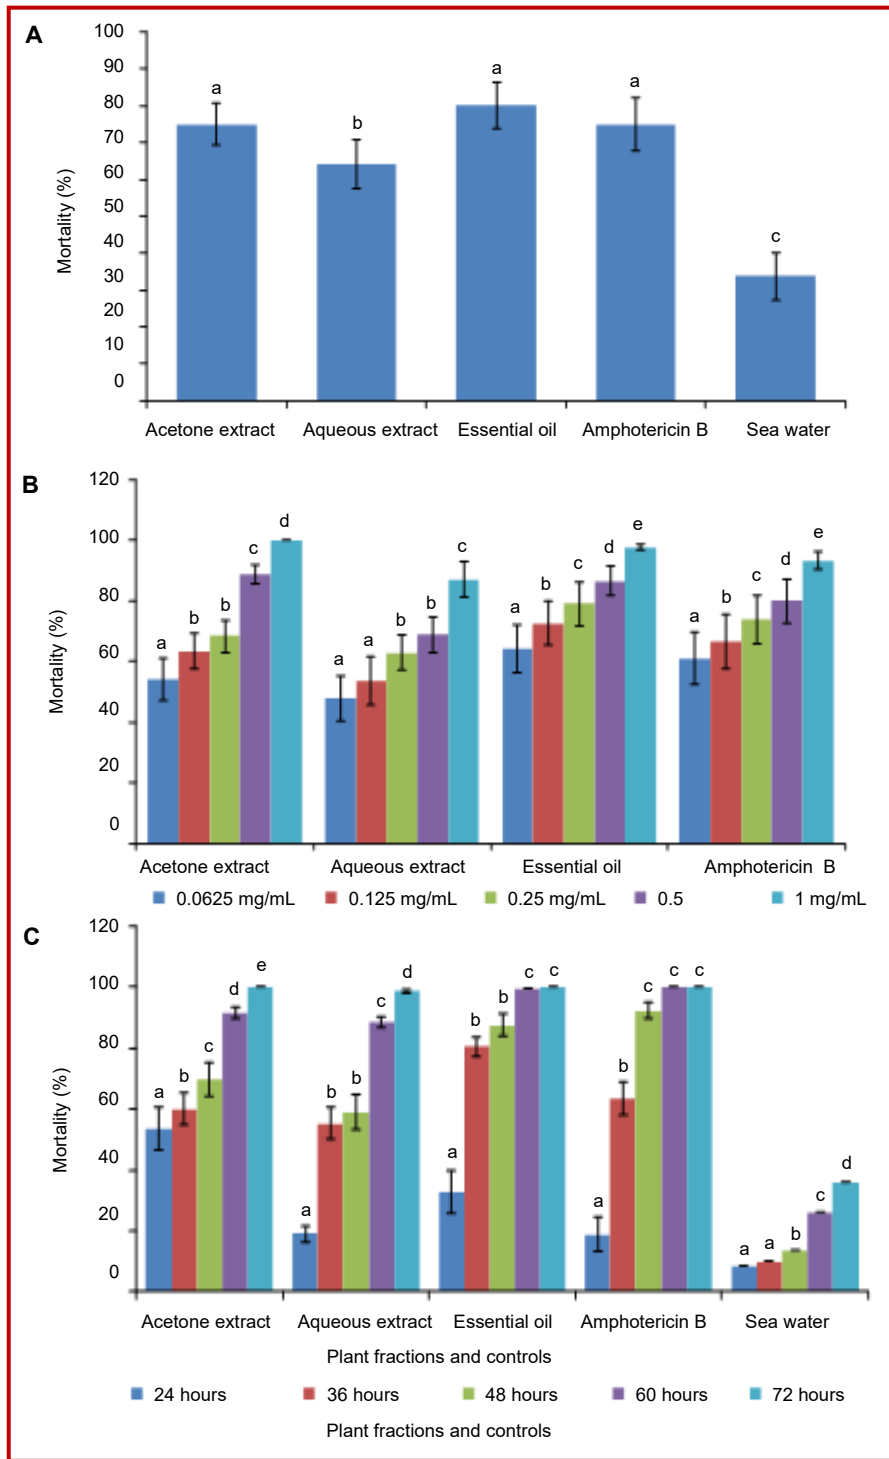 A
100
90
80
70
60
50
40
30
20
10
0
Mortality (%)
a
b
a
a
c
Acetone extract Aqueous extract Essential oil Amphotericin B Sea water
B
120
100
80
60
40
20
0
Mortality (%)
a b b c d
a a b b c
a b c d e
a b c d e
Acetone extract Aqueous extract Essential oil Amphotericin B
0.0625 mg/mL 0.125 mg/mL 0.25 mg/mL 0.5 1 mg/mL
C
120
100
80
60
40
20
0
Mortality (%)
a b c d e
a b b c d
a b b c c
a b c c c
a a b c d
Acetone extract Aqueous extract Essential oil Amphotericin B Sea water
Plant fractions and controls
24 hours 36 hours 48 hours 60 hours 72 hours
Plant fractions and controls